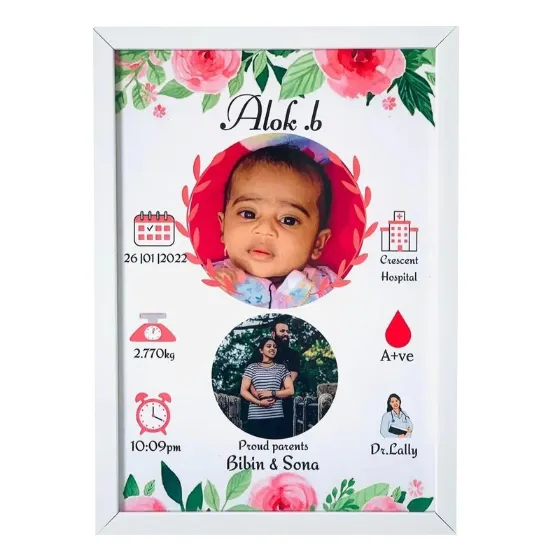 Alok .b
26|01|2022
Crescent
Hospital
2.770kg
A+ve
10:09pm
Dr.Lally
Proud parents
Bibin & Sona